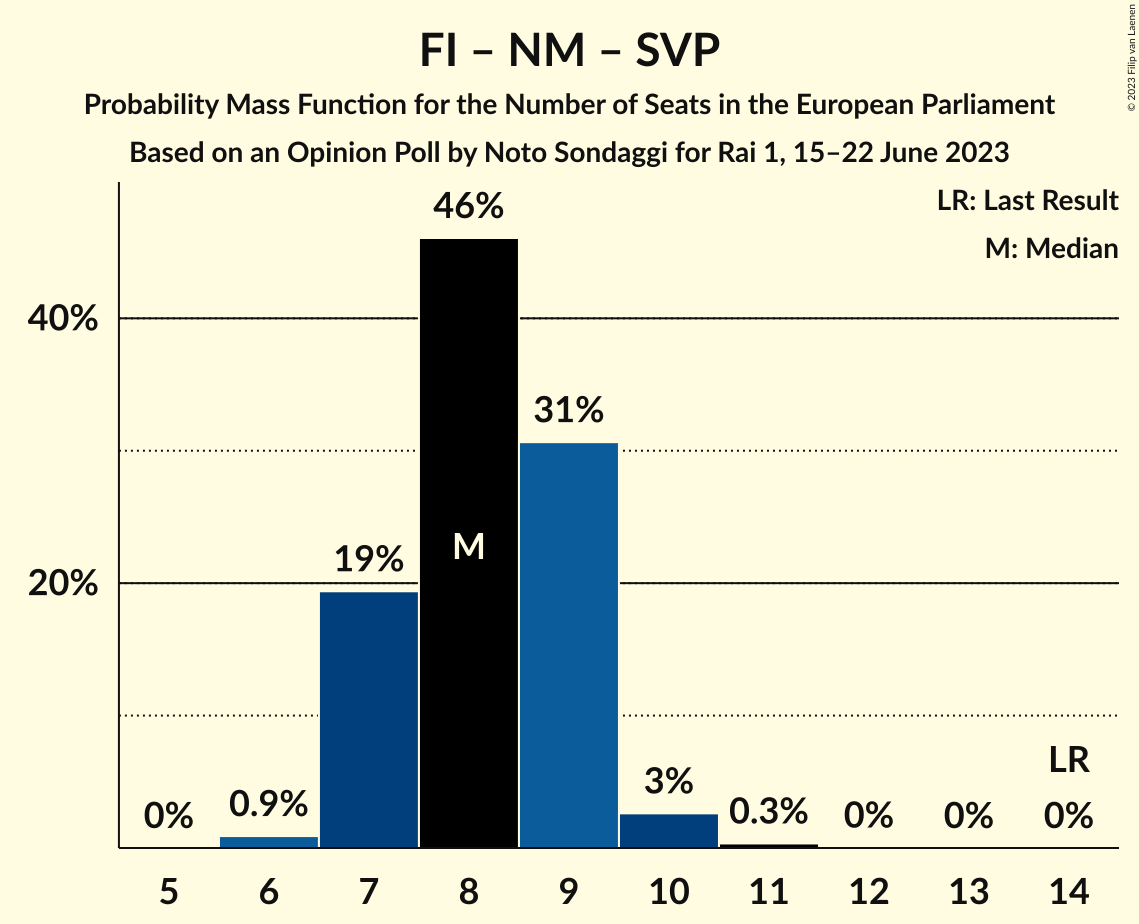 FI – NM – SVP
Probability Mass Function for the Number of Seats in the European Parliament
Based on an Opinion Poll by Noto Sondaggi for Rai 1, 15–22 June 2023
© 2023 Filip van Laenen
LR: Last Result
M: Median
40%
20%
0%
0.9%
19%
46%
M
31%
3%
0.3%
0%
0%
LR
0%
5 6 7 8 9 10 11 12 13 14